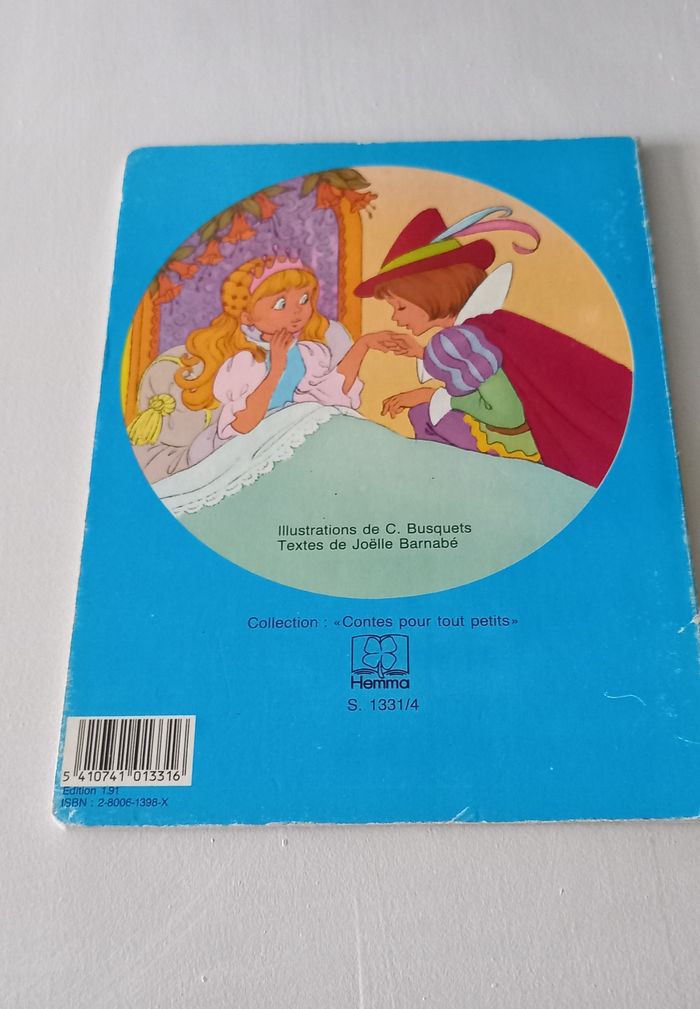 Illustrations de C. Busquets
Textes de Joëlle Barnabé
Collection : «Contes pour tout petits»
Hemma
S. 1331/4
5 410741 013316
Edition 1.91
ISBN : 2-8006-1398-X